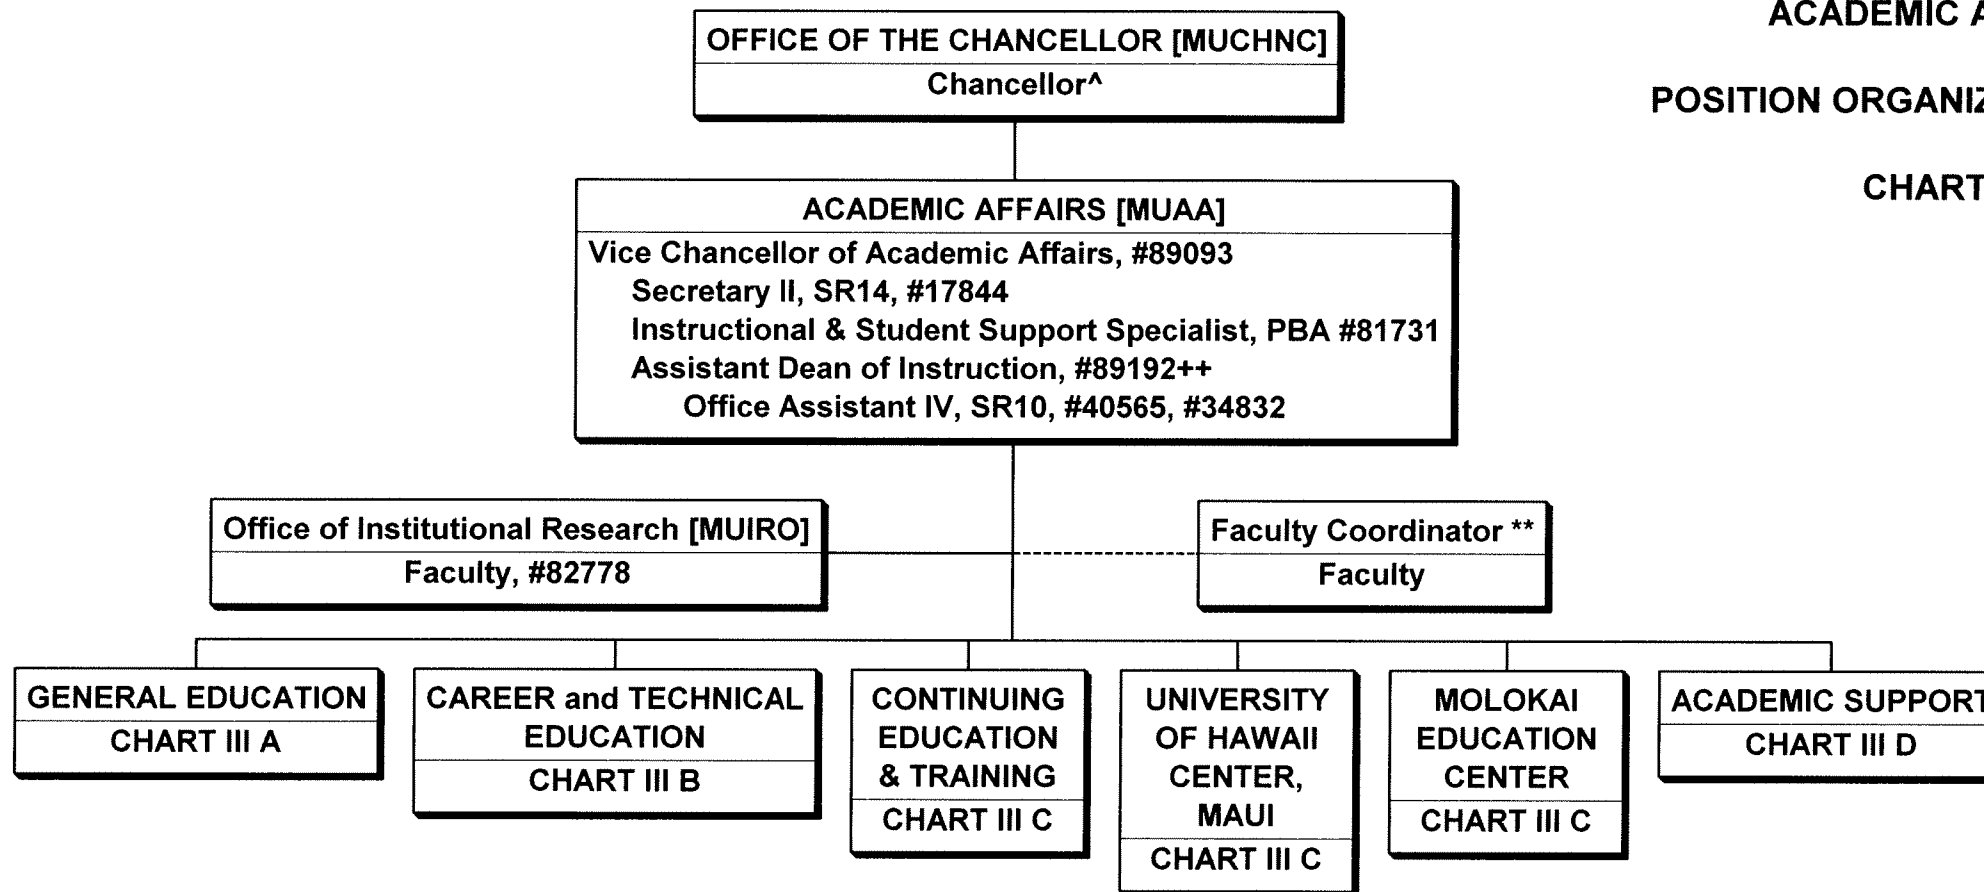 ACADEMIC
POSITION
CHART
OFFICE OF THE CHANCELLOR [MUCHNC]
Chancellor^
ACADEMIC AFFAIRS [MUAA]
Vice Chancellor of Academic Affairs, #89093
Secretary II, SR14, #17844
Instructional & Student Support Specialist, PBA #81731
Assistant Dean of Instruction, #89192++
Office Assistant IV, SR10, #40565, #34832
Office of Institutional Research [MUIRO]
Faculty, #82778
Faculty Coordinator **
Faculty
GENERAL EDUCATION
CHART III A
CAREER and TECHNICAL
EDUCATION
CHART III B
CONTINUING
EDUCATION
& TRAINING
CHART III C
UNIVERSITY
OF HAWAII
CENTER,
MAUI
CHART III C
MOLOKAI
EDUCATION
CENTER
CHART III C
ACADEMIC SUPPORT
CHART III D